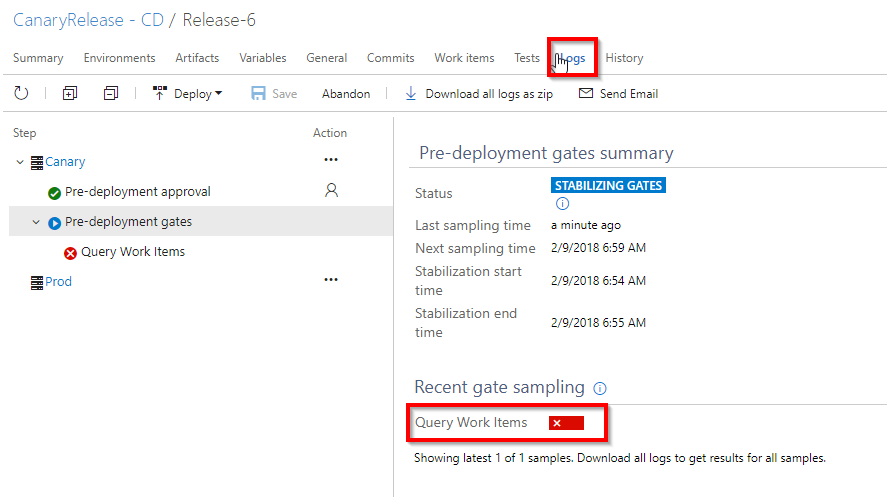 CanaryRelease - CD / Release-6
Summary Environments Artifacts Variables General Commits Work items Tests Logs History
Deploy Save Abandon Download all logs as zip Send Email
Step Action
Canary ...
Pre-deployment approval
Pre-deployment gates
Query Work Items
Prod ...
Pre-deployment gates summary
Status STABILIZING GATES
Last sampling time a minute ago
Next sampling time 2/9/2018 6:59 AM
Stabilization start
time 2/9/2018 6:54 AM
Stabilization end
time 2/9/2018 6:55 AM
Recent gate sampling
Query Work Items
Showing latest 1 of 1 samples. Download all logs to get results for all samples.